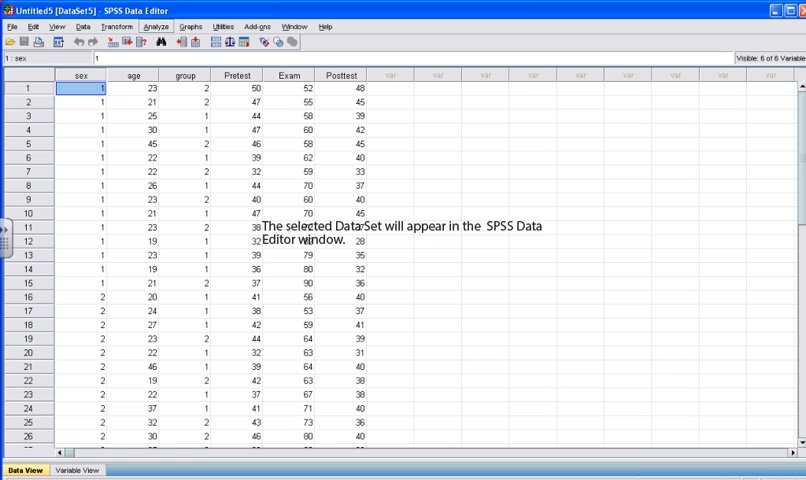 Untitled5 [DataSet5] - SPSS Data Editor
File Edit View Data Transform Analyze Graphs Utilities Add-ons Window Help
1 : sex 1 Visible: 6 of 6 Variable
sex age group Pretest Exam Posttest var var var var var var var var var
1 1 23 2 50 52 48
2 1 21 2 47 55 45
3 1 25 1 44 58 39
4 1 30 1 47 60 42
5 1 45 2 46 58 45
6 1 22 1 39 62 40
7 1 22 2 32 59 33
8 1 26 1 44 70 37
9 1 23 2 40 60 40
10 1 21 1 47 70 45
11 1 23 2 38
The selected DataSet will appear in the SPSS Data
12 1 19 1 32 28
Editor window.
13 1 23 1 39 79 35
14 1 19 1 36 80 32
15 1 21 2 37 90 36
16 2 20 1 41 56 40
17 2 24 1 38 53 37
18 2 27 1 42 59 41
19 2 23 2 44 64 39
20 2 22 1 32 63 31
21 2 46 1 39 64 40
22 2 19 2 42 63 38
23 2 22 1 37 67 38
24 2 37 1 41 71 40
25 2 32 2 43 73 36
26 2 30 2 46 80 40
Data View Variable View